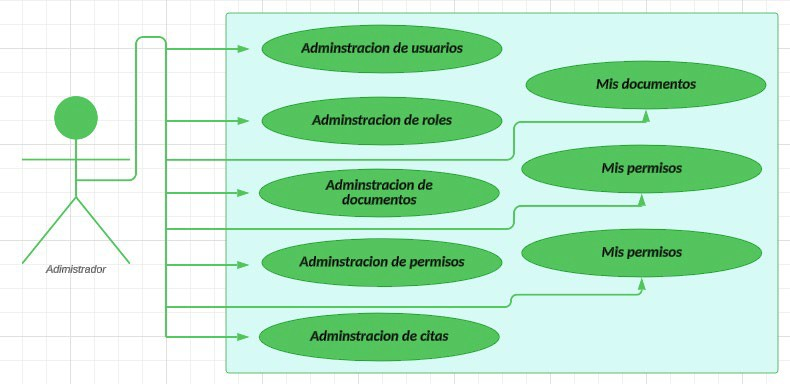 Adminstracion de usuarios
Mis documentos
Adminstracion de roles
Mis permisos
Adminstracion de
documentos
Mis permisos
Adminstracion de permisos
Adimistrador
Adminstracion de citas